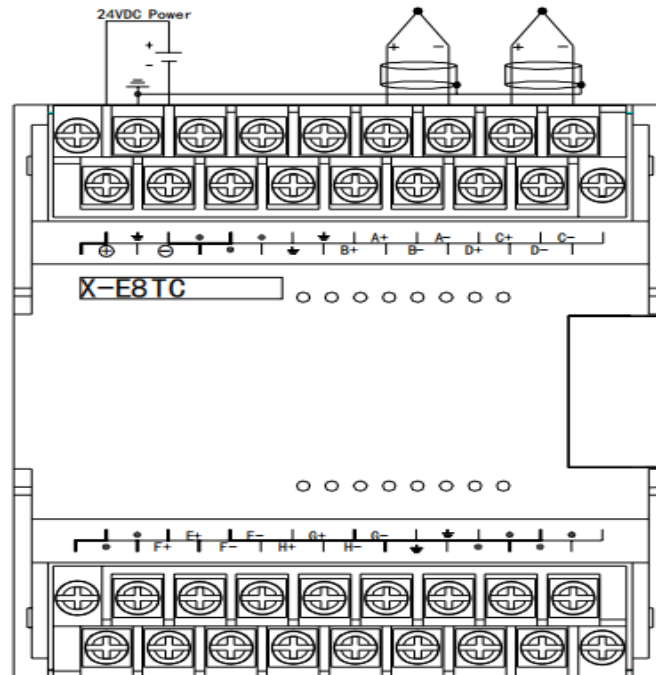 24VDC Power
+ - + -
+
-
A+ A- C+ C-
B+ B- D+ D-
X-E8TC
E+ E- G+ G-
F+ F- H+ H-